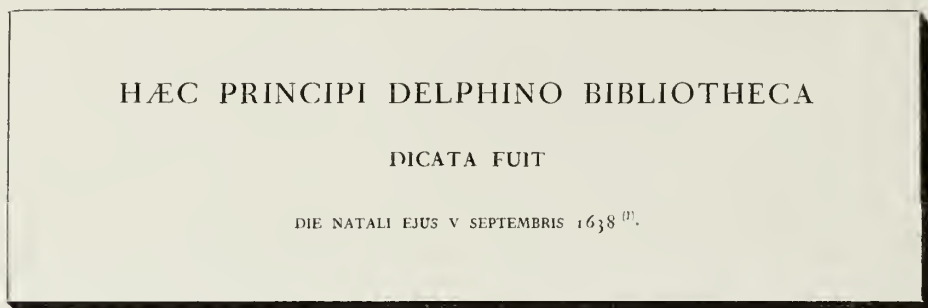 HÆC PRINCIPI DELPHINO BIBLIOTHECA
DICATA FUIT
DIE NATALI EJUS V SEPTEMBRIS 1638 (1).